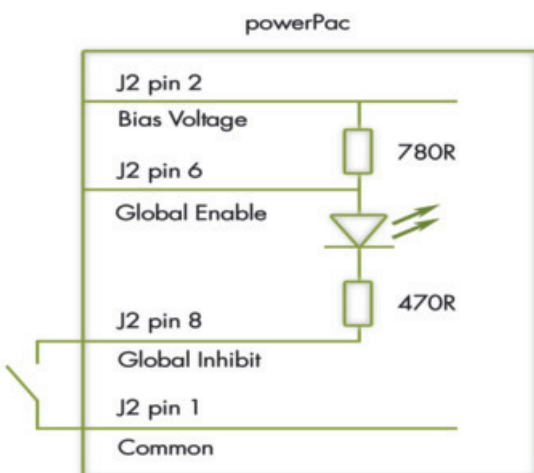 powerPac
J2 pin 2
Bias Voltage
780R
J2 pin 6
Global Enable
470R
J2 pin 8
Global Inhibit
J2 pin 1
Common